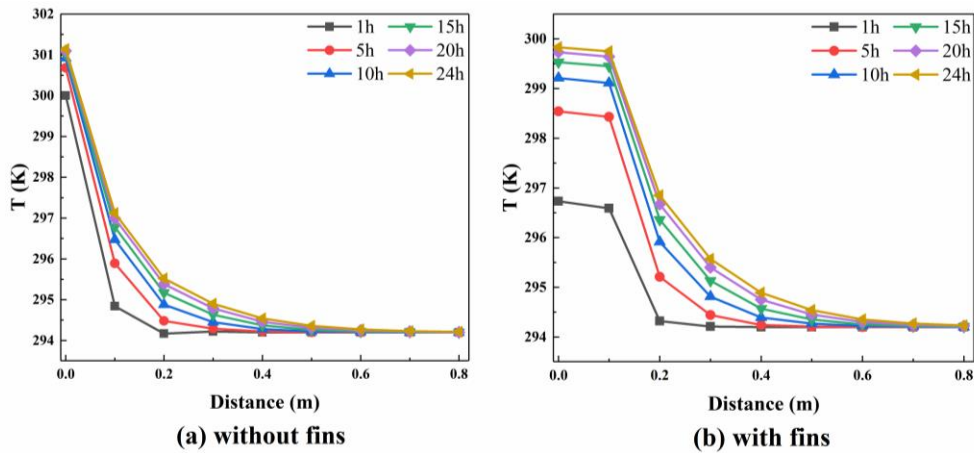 302
301
300
299
298
297
296
295
294
T (K)
1h
5h
10h
15h
20h
24h
0.0 0.2 0.4 0.6 0.8
Distance (m)
(a) without fins
300
299
298
297
296
295
294
T (K)
1h
5h
10h
15h
20h
24h
0.0 0.2 0.4 0.6 0.8
Distance (m)
(b) with fins